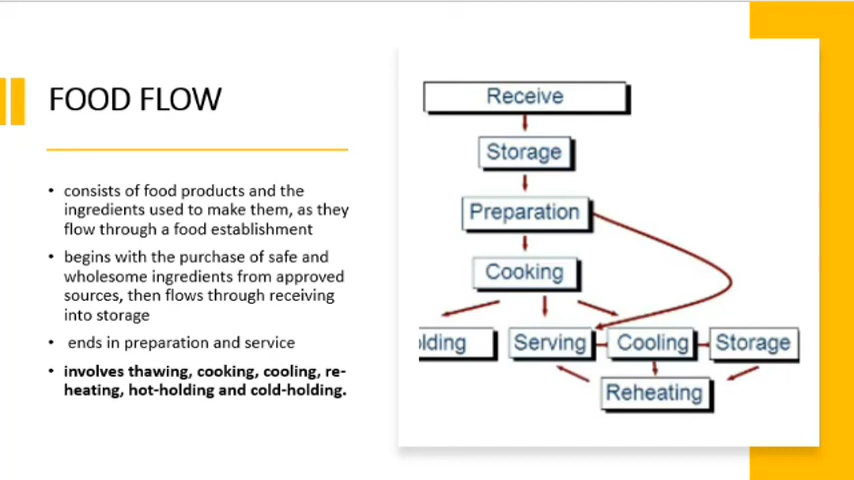 FOOD FLOW
• consists of food products and the
ingredients used to make them, as they
flow through a food establishment
• begins with the purchase of safe and
wholesome ingredients from approved
sources, then flows through receiving
into storage
• ends in preparation and service
• involves thawing, cooking, cooling, re-
heating, hot-holding and cold-holding.
Receive
Storage
Preparation
Cooking
olding Serving Cooling Storage
Reheating